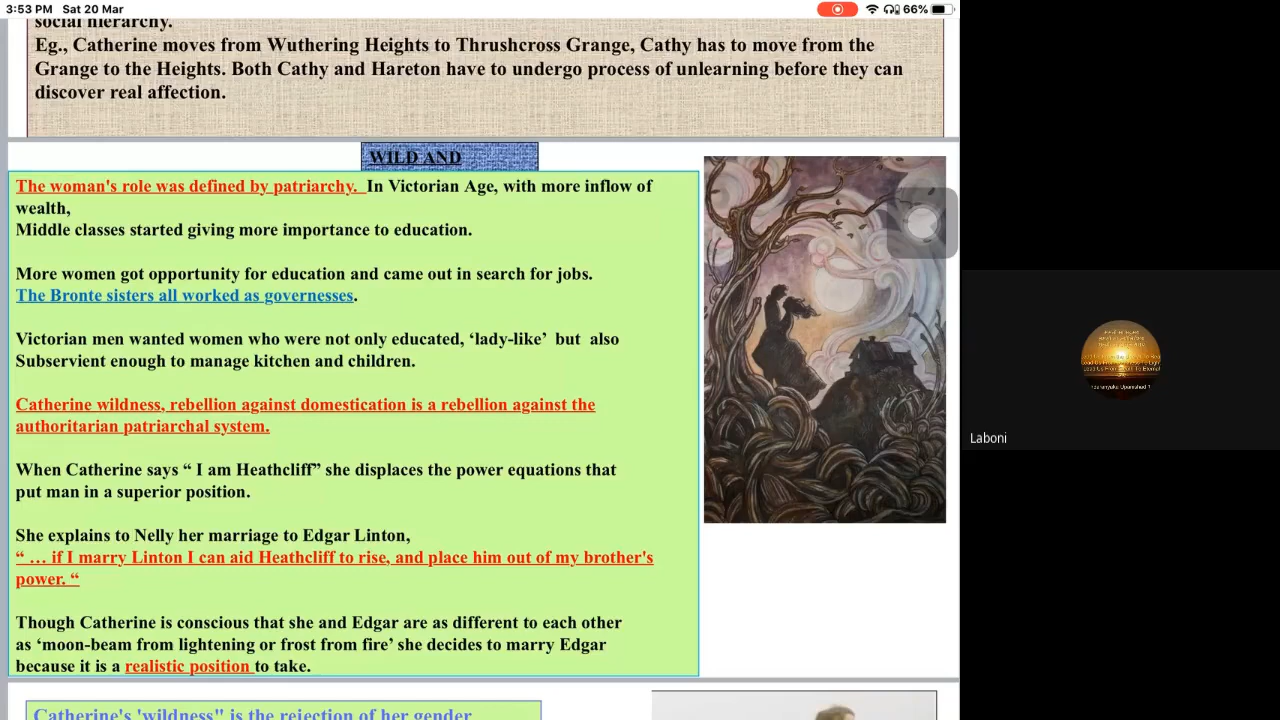 3:53 PM Sat 20 Mar
66%
social hierarchy.
Eg., Catherine moves from Wuthering Heights to Thrushcross Grange, Cathy has to move from the
Grange to the Heights. Both Cathy and Hareton have to undergo process of unlearning before they can
discover real affection.
WILD AND
The woman's role was defined by patriarchy. In Victorian Age, with more inflow of
wealth,
Middle classes started giving more importance to education.
More women got opportunity for education and came out in search for jobs.
The Bronte sisters all worked as governesses.
Victorian men wanted women who were not only educated, ‘lady-like’ but also
Subservient enough to manage kitchen and children.
Catherine wildness, rebellion against domestication is a rebellion against the
authoritarian patriarchal system.
When Catherine says “ I am Heathcliff” she displaces the power equations that
put man in a superior position.
She explains to Nelly her marriage to Edgar Linton,
“ … if I marry Linton I can aid Heathcliff to rise, and place him out of my brother's
power. “
Though Catherine is conscious that she and Edgar are as different to each other
as ‘moon-beam from lightening or frost from fire’ she decides to marry Edgar
because it is a realistic position to take.
Catherine's 'wildness" is the rejection of her gender
Laboni